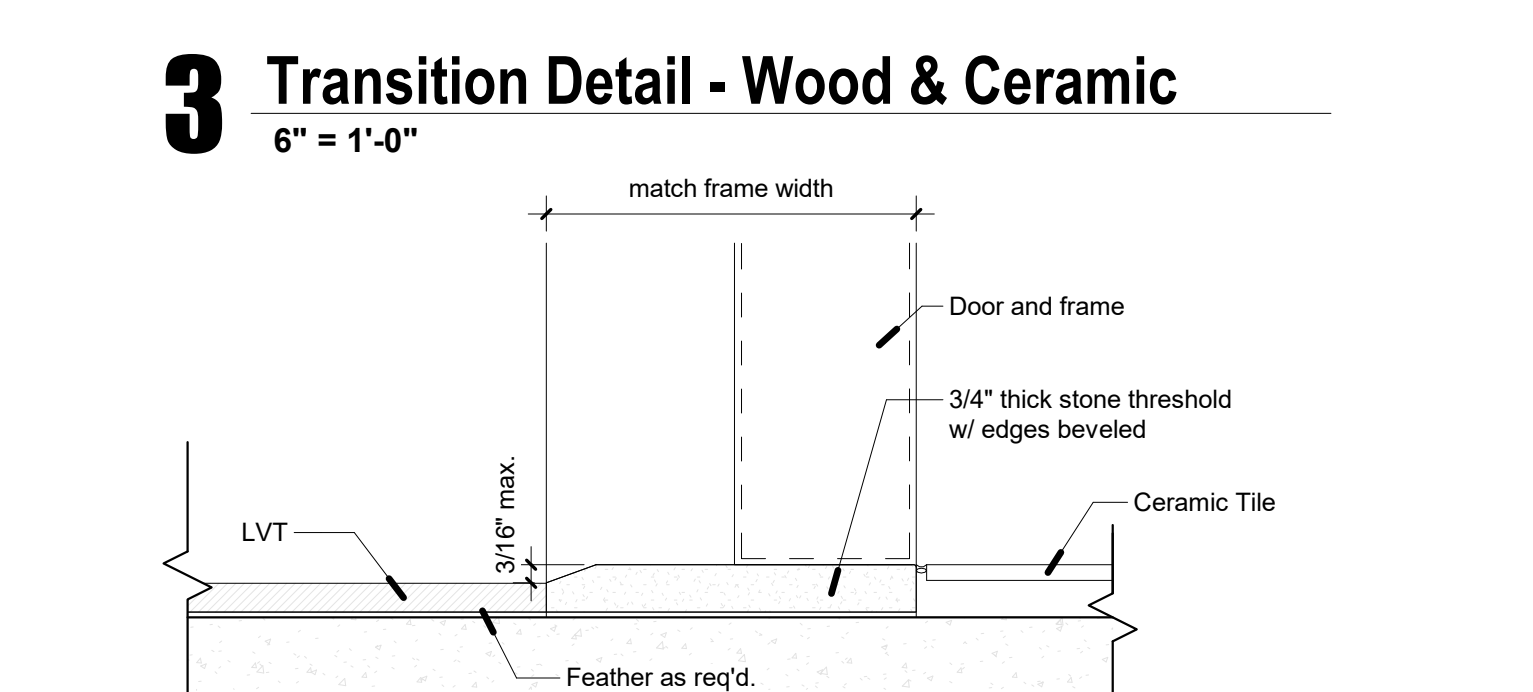 3 Transition Detail - Wood & Ceramic
6" = 1'-0"
match frame width
Door and frame
3/4" thick stone threshold
w/ edges beveled
3/16" max.
Ceramic Tile
LVT
Feather as req'd.